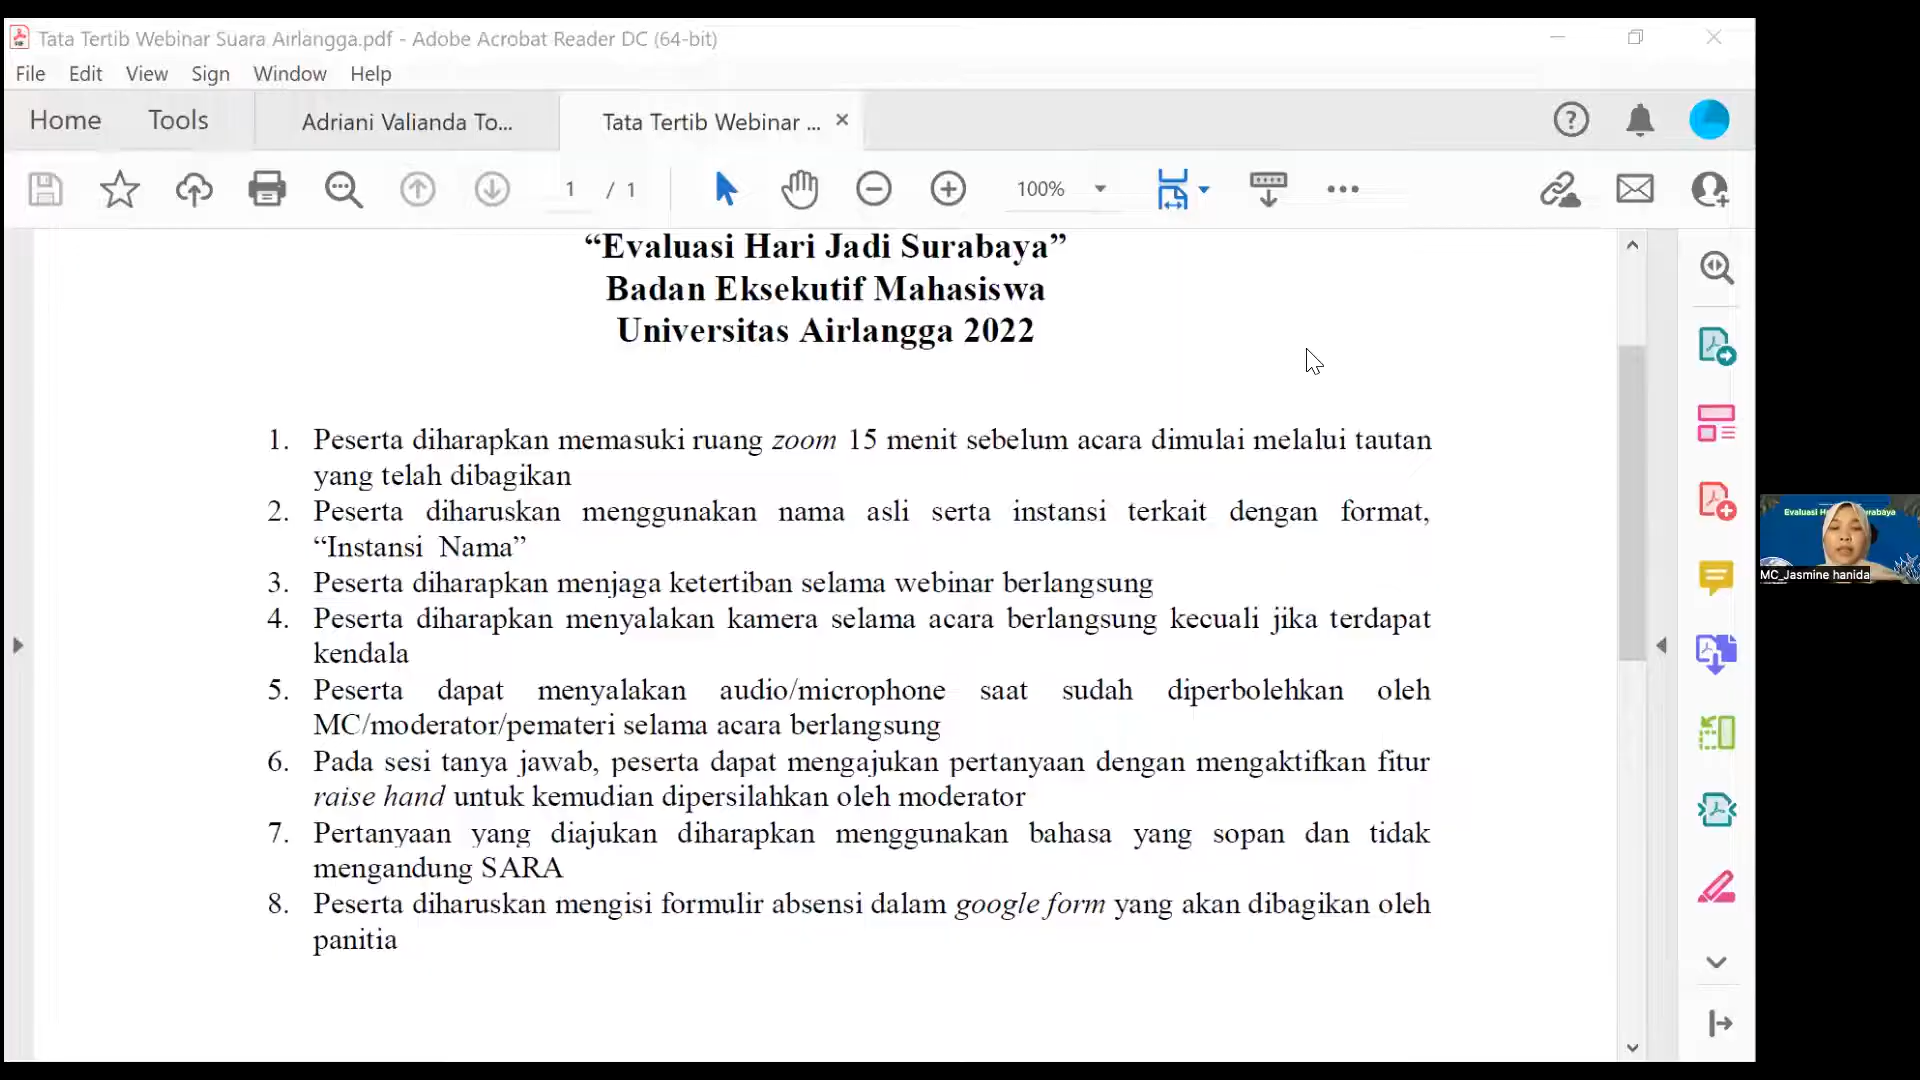 Tata Tertib Webinar Suara Airlangga.pdf - Adobe Acrobat Reader DC (64-bit)
File Edit View Sign Window Help
Home Tools Adriani Valianda To... Tata Tertib Webinar ...
1 / 1 100%
“Evaluasi Hari Jadi Surabaya”
Badan Eksekutif Mahasiswa
Universitas Airlangga 2022
1. Peserta diharapkan memasuki ruang zoom 15 menit sebelum acara dimulai melalui tautan
yang telah dibagikan
2. Peserta diharuskan menggunakan nama asli serta instansi terkait dengan format,
“Instansi Nama”
3. Peserta diharapkan menjaga ketertiban selama webinar berlangsung
4. Peserta diharapkan menyalakan kamera selama acara berlangsung kecuali jika terdapat
kendala
5. Peserta dapat menyalakan audio/microphone saat sudah diperbolehkan oleh
MC/moderator/pemateri selama acara berlangsung
6. Pada sesi tanya jawab, peserta dapat mengajukan pertanyaan dengan mengaktifkan fitur
raise hand untuk kemudian dipersilahkan oleh moderator
7. Pertanyaan yang diajukan diharapkan menggunakan bahasa yang sopan dan tidak
mengandung SARA
8. Peserta diharuskan mengisi formulir absensi dalam google form yang akan dibagikan oleh
panitia
Evaluasi
MC_Jasmine hanida